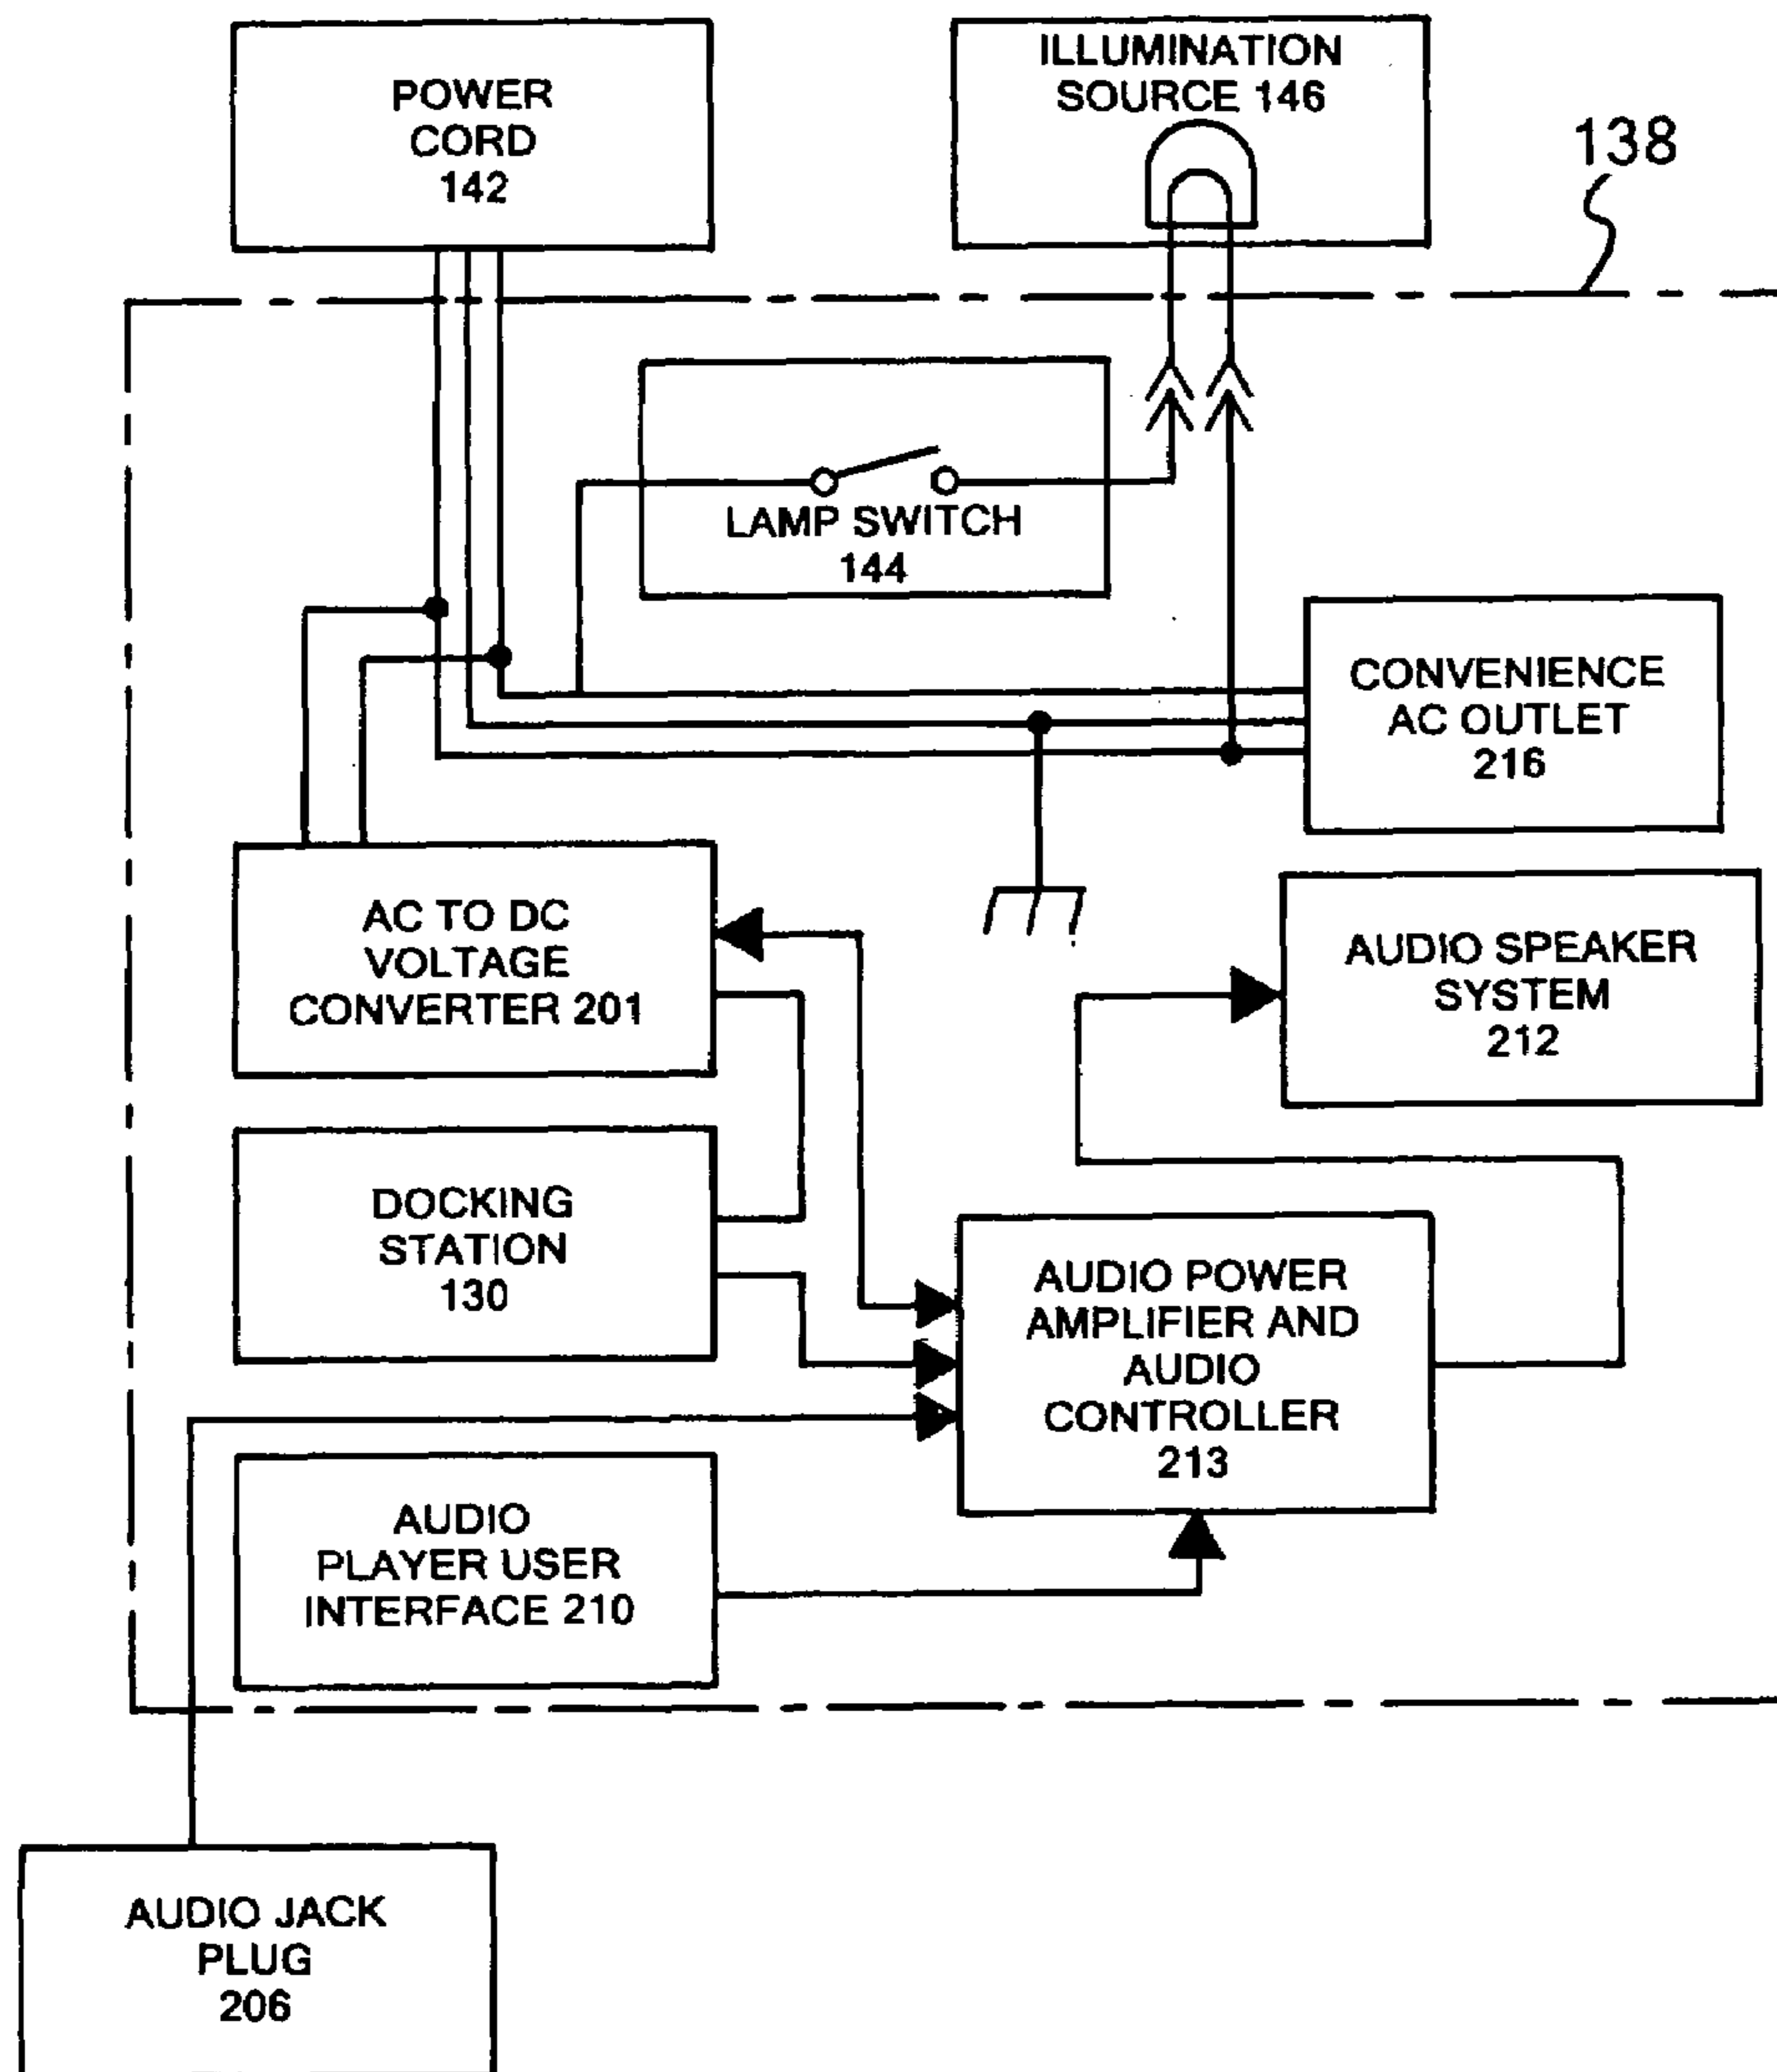 POWER
CORD
142
ILLUMINATION
SOURCE 146
138
LAMP SWITCH
144
CONVENIENCE
AC OUTLET
216
AC TO DC
VOLTAGE
CONVERTER 201
AUDIO SPEAKER
SYSTEM
212
DOCKING
STATION
130
AUDIO POWER
AMPLIFIER AND
AUDIO
CONTROLLER
213
AUDIO
PLAYER USER
INTERFACE 210
AUDIO JACK
PLUG
206